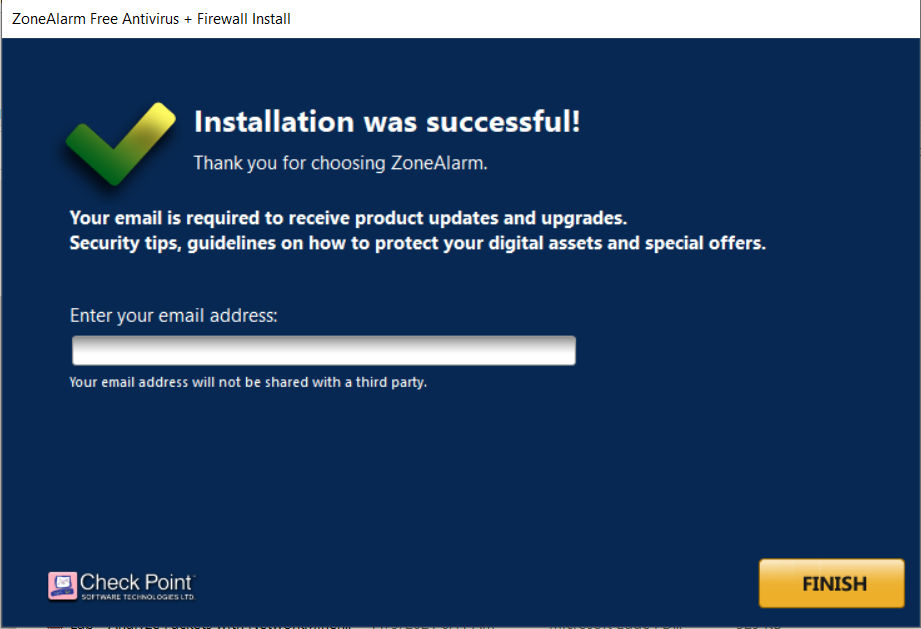 ZoneAlarm Free Antivirus + Firewall Install
Installation was successful!
Thank you for choosing ZoneAlarm.
Your email is required to receive product updates and upgrades.
Security tips, guidelines on how to protect your digital assets and special offers.
Enter your email address:
Your email address will not be shared with a third party.
Check Point
SOFTWARE TECHNOLOGIES LTD.
FINISH